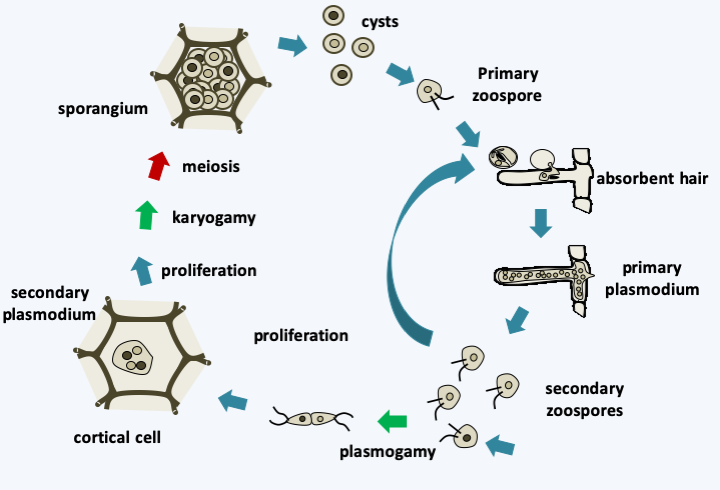 cysts
Primary
zoospore
absorbent hair
primary
plasmodium
secondary
zoospores
plasmogamy
proliferation
cortical cell
secondary
plasmodium
proliferation
karyogamy
meiosis
sporangium